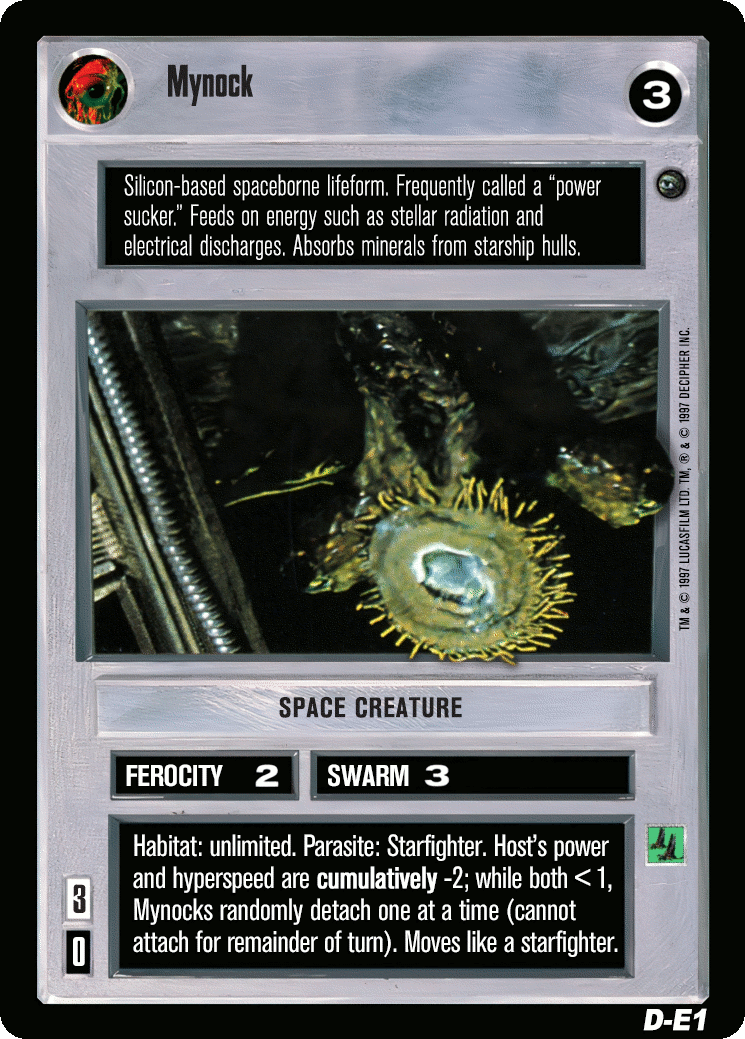 Mynock
3
Silicon-based spaceborne lifeform. Frequently called a “power
sucker.” Feeds on energy such as stellar radiation and
electrical discharges. Absorbs minerals from starship hulls.
TM & © 1997 LUCASFILM LTD. TM, ® & © 1997 DECIPHER INC.
SPACE CREATURE
FEROCITY 2
SWARM 3
Habitat: unlimited. Parasite: Starfighter. Host’s power
and hyperspeed are cumulatively -2; while both < 1,
Mynocks randomly detach one at a time (cannot
attach for remainder of turn). Moves like a starfighter.
3
0
D-E1